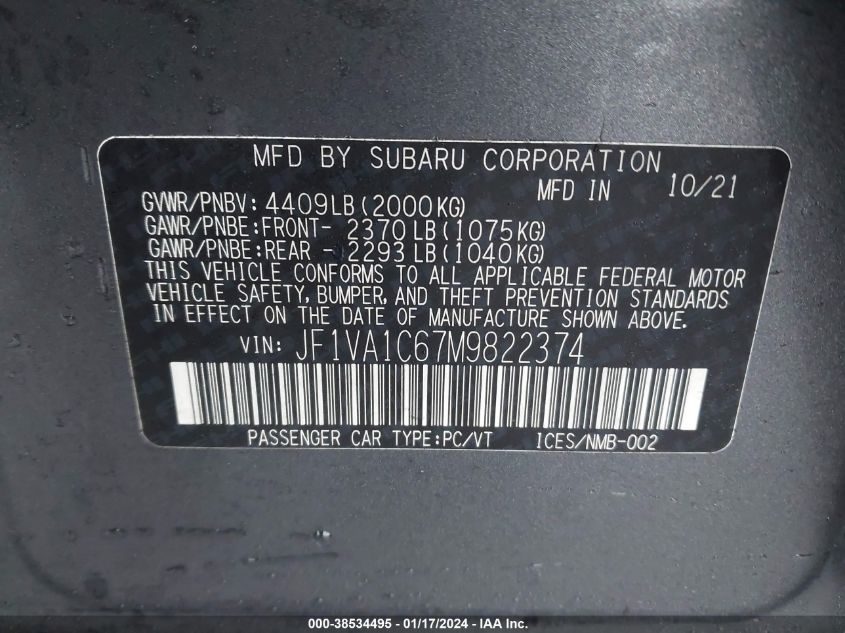 MFD BY SUBARU CORPORATION
MFD IN 10/21
GVWR/PNBV: 4409LB(2000KG)
GAWR/PNBE:FRONT- 2370LB(1075KG)
GAWR/PNBE:REAR - 2293LB(1040KG)
THIS VEHICLE CONFORMS TO ALL APPLICABLE FEDERAL MOTOR
VEHICLE SAFETY, BUMPER, AND THEFT PREVENTION STANDARDS
IN EFFECT ON THE DATE OF MANUFACTURE SHOWN ABOVE.
VIN: JF1VA1C67M9822374
PASSENGER CAR TYPE:PC/VT ICES/NMB-002
000-38534495 - 01/17/2024 - IAA Inc.